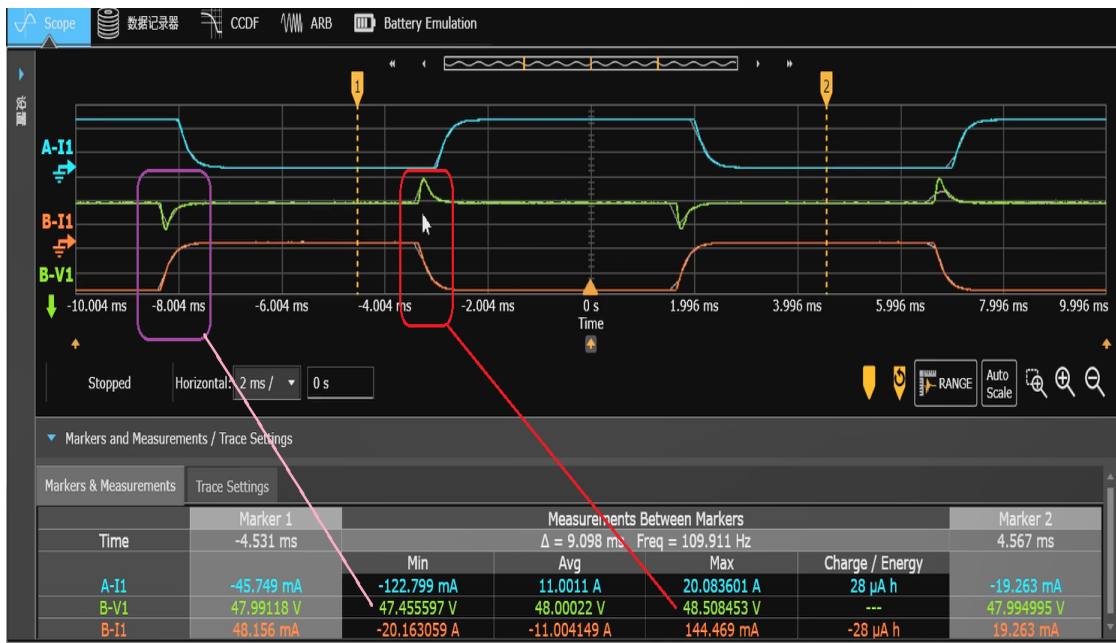 Scope 数据记录器 CCDF ARB Battery Emulation
设置
1 2
A-I1
B-I1
B-V1
-10.004 ms -8.004 ms -6.004 ms -4.004 ms -2.004 ms 0 s 1.996 ms 3.996 ms 5.996 ms 7.996 ms 9.996 ms
Time
Stopped Horizontal: 2 ms / 0 s RANGE Auto Scale
Markers and Measurements / Trace Settings
Markers & Measurements Trace Settings
Marker 1 Measurements Between Markers Marker 2
Time -4.531 ms Δ = 9.098 ms Freq = 109.911 Hz 4.567 ms
Min Avg Max Charge / Energy
A-I1 -45.749 mA -122.799 mA 11.0011 A 20.083601 A 28 µA h -19.263 mA
B-V1 47.99118 V 47.455597 V 48.00022 V 48.508453 V --- 47.994995 V
B-I1 48.156 mA -20.163059 A -11.004149 A 144.469 mA -28 µA h 19.263 mA